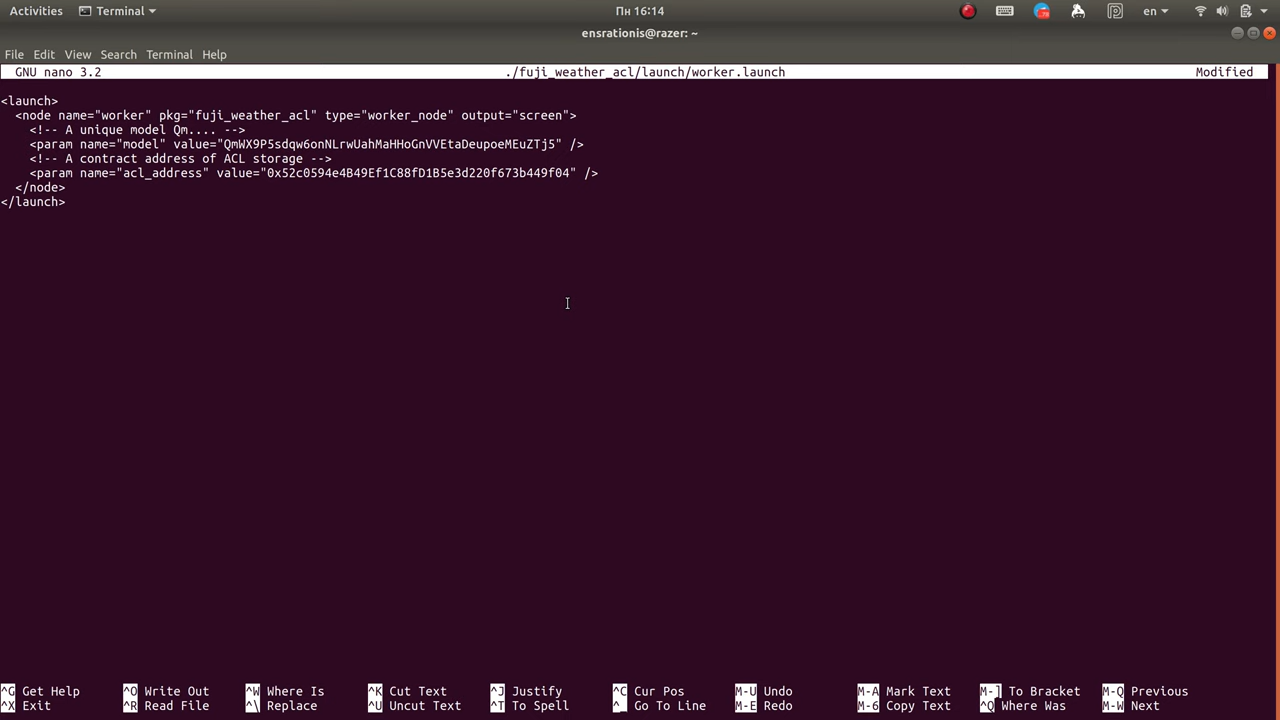 Activities Terminal Пн 16:14 en
ensrationis@razer: ~
File Edit View Search Terminal Help
GNU nano 3.2 ./fuji_weather_acl/launch/worker.launch Modified
<launch>
<node name="worker" pkg="fuji_weather_acl" type="worker_node" output="screen">
<!-- A unique model Qm.... -->
<param name="model" value="QmWX9P5sdqw6onNLrwUahMaHHoGnVVEtaDeupoeMEuZTj5" />
<!-- A contract address of ACL storage -->
<param name="acl_address" value="0x52c0594e4B49Ef1C88fD1B5e3d220f673b449f04" />
</node>
</launch>
^G Get Help ^O Write Out ^W Where Is ^K Cut Text ^J Justify ^C Cur Pos M-U Undo M-A Mark Text M-] To Bracket M-Q Previous
^X Exit ^R Read File ^\ Replace ^U Uncut Text ^T To Spell ^_ Go To Line M-E Redo M-6 Copy Text ^Q Where Was M-W Next